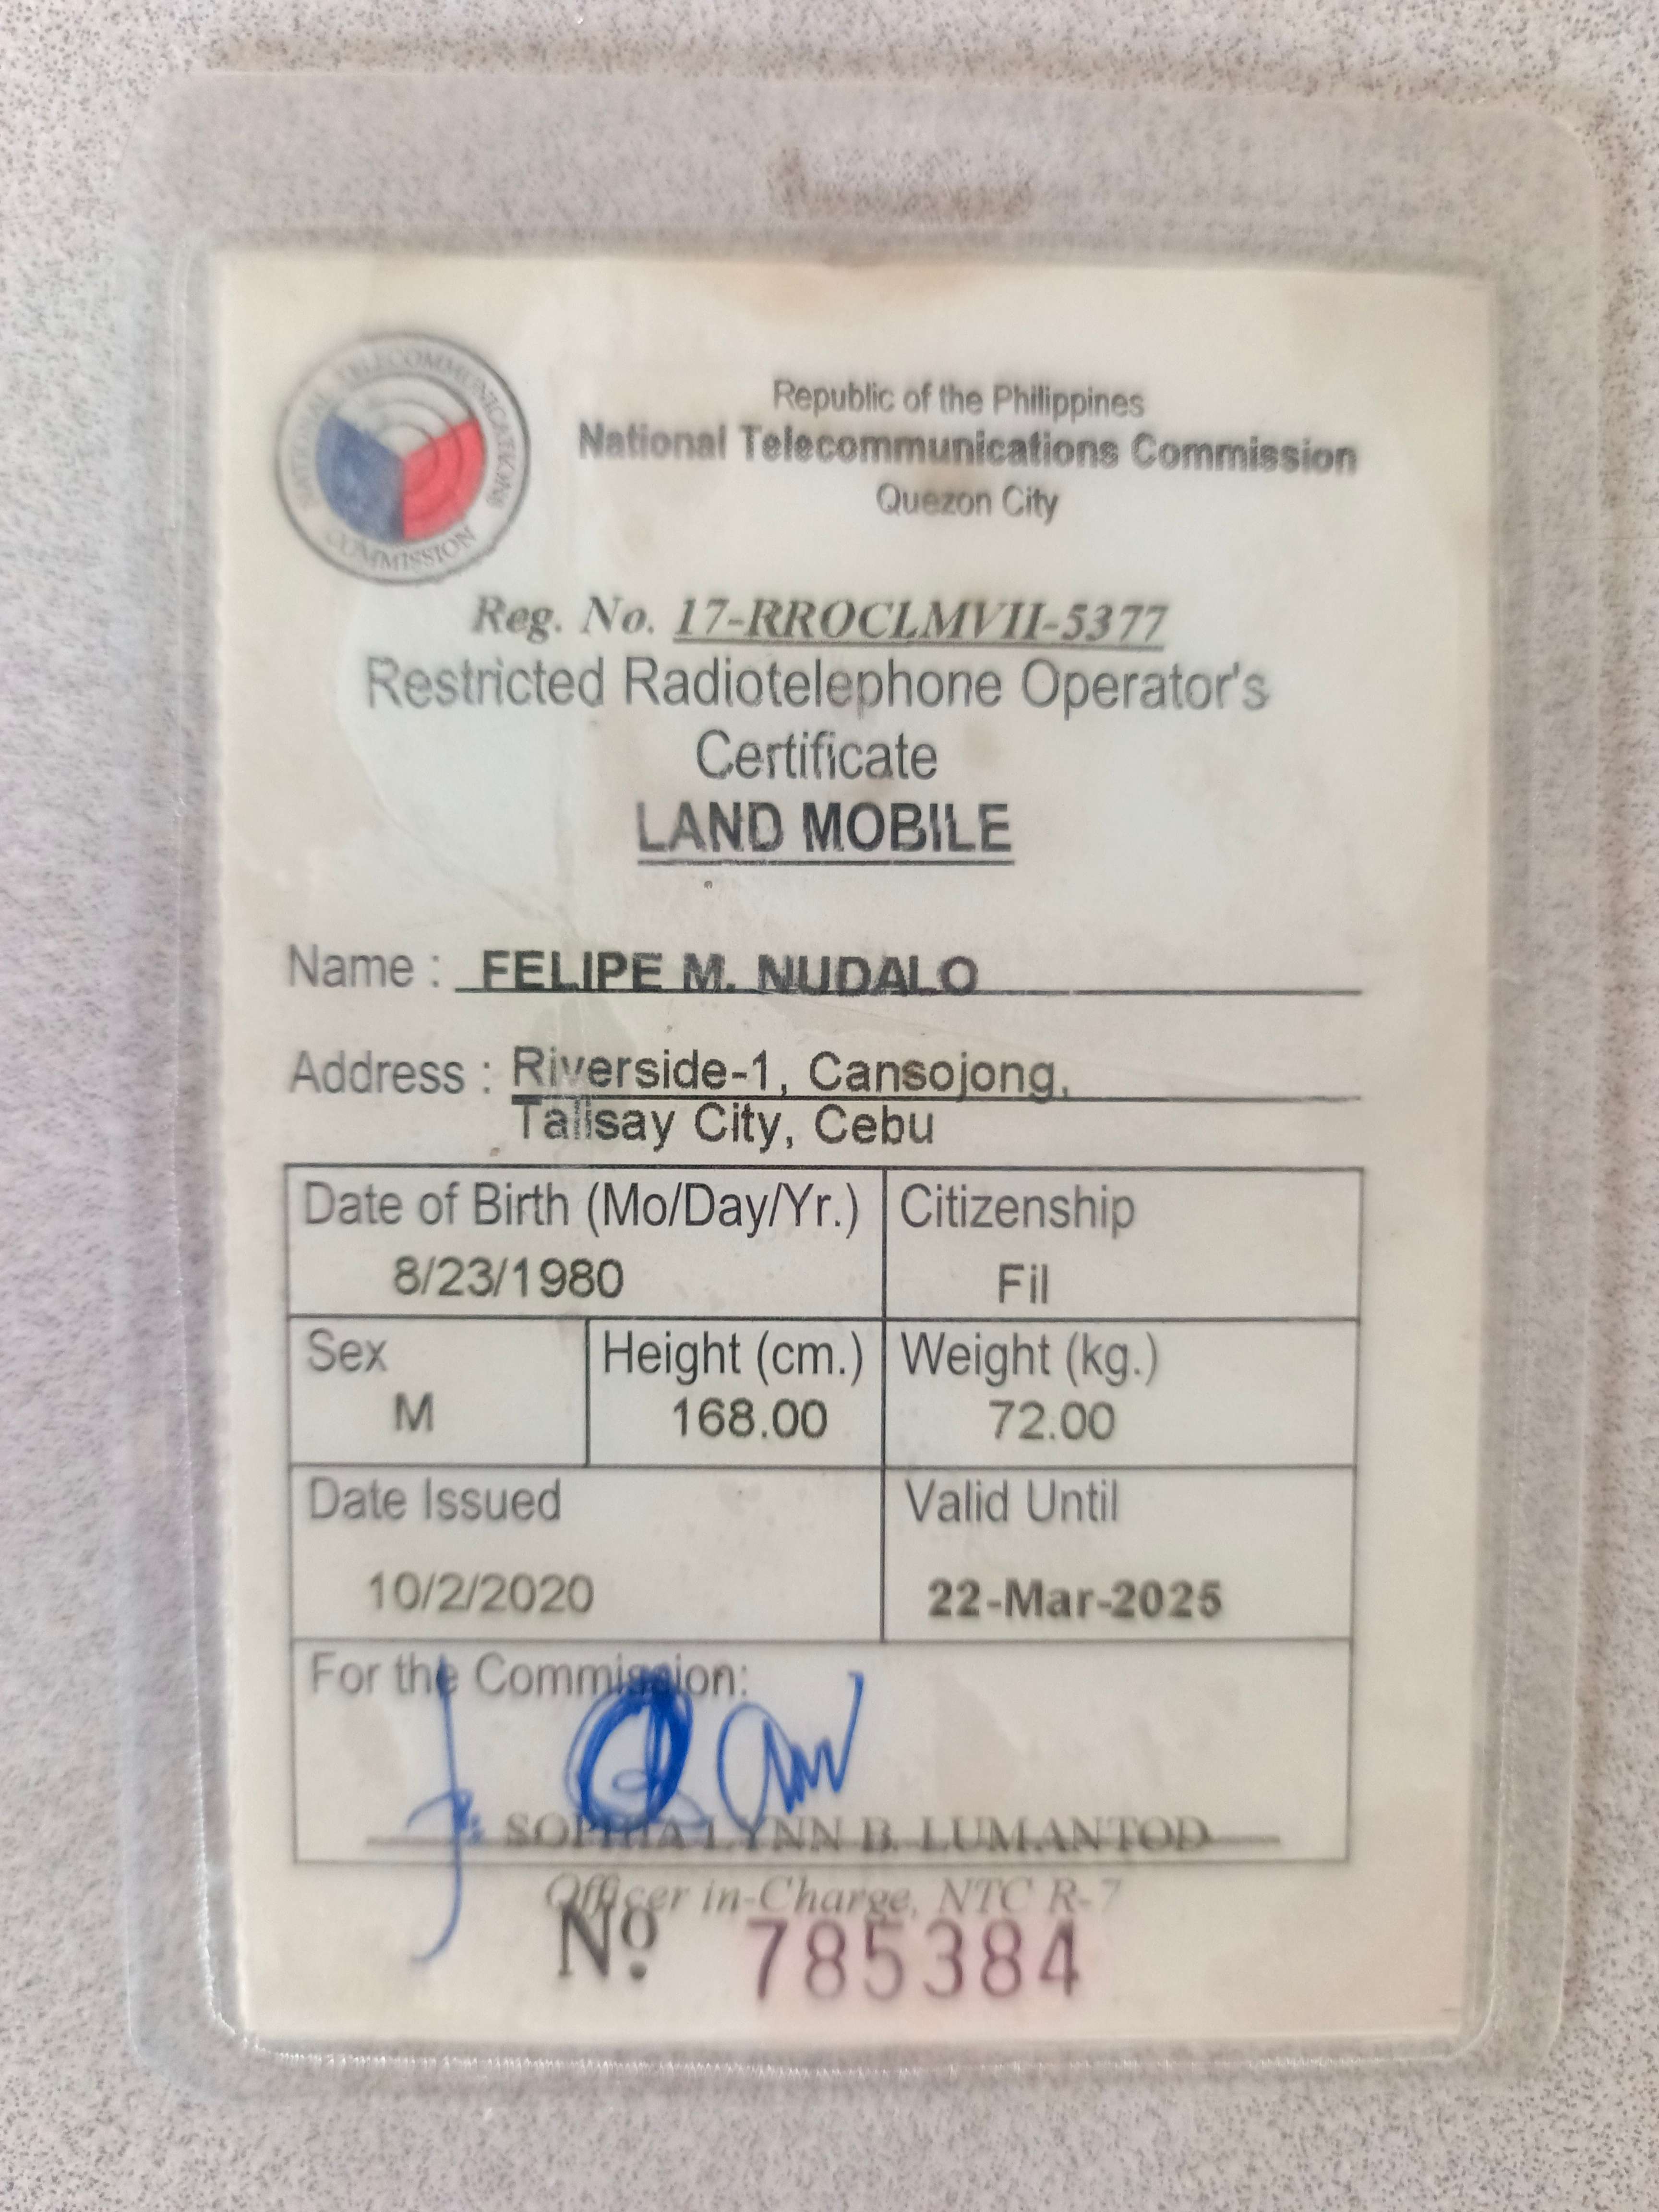 NATIONAL TELECOMMUNICATIONS COMMISSION
Republic of the Philippines
National Telecommunications Commission
Quezon City
Reg. No. 17-RROCLMVII-5377
Restricted Radiotelephone Operator's
Certificate
LAND MOBILE
Name : FELIPE M. NUDALO
Address : Riverside-1, Cansojong,
Talisay City, Cebu
Date of Birth (Mo/Day/Yr.) Citizenship
8/23/1980 Fil
Sex Height (cm.) Weight (kg.)
M 168.00 72.00
Date Issued Valid Until
10/2/2020 22-Mar-2025
For the Commission:
SOPHIA LYNN B. LUMANTOD
Officer in-Charge, NTC R-7
Nº. 785384